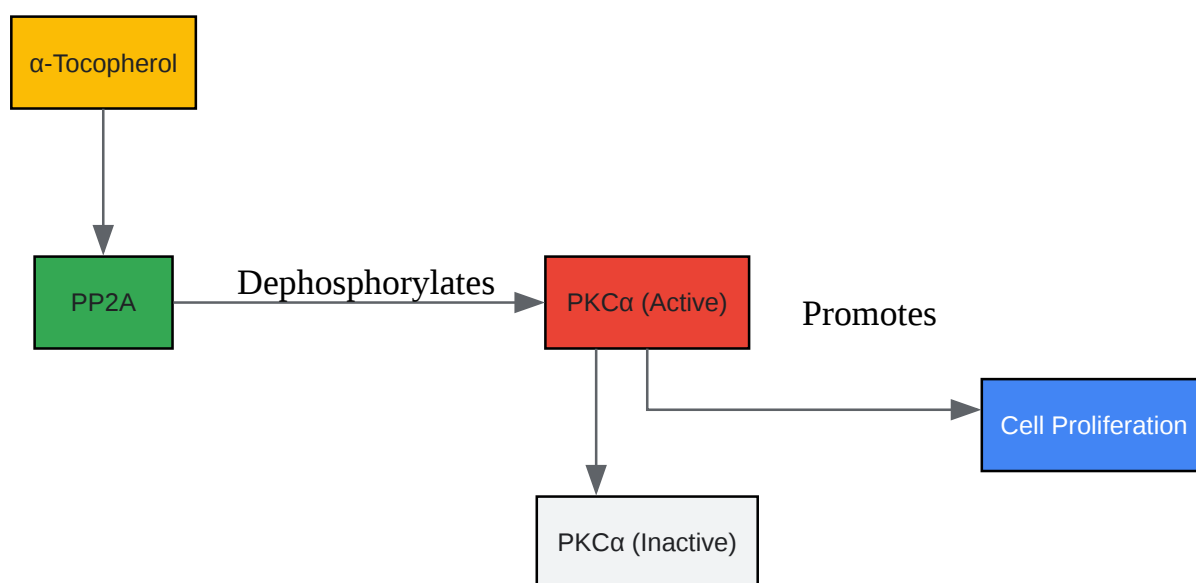 α-Tocopherol
PP2A
Dephosphorylates
PKCα (Active)
Promotes
Cell Proliferation
PKCα (Inactive)